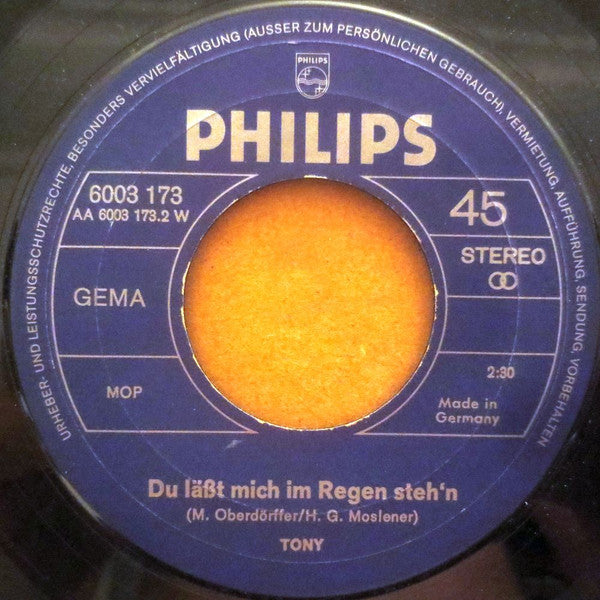 URHEBER- UND LEISTUNGSSCHUTZRECHTE, BESONDERS VERVIELFÄLTIGUNG (AUSSER ZUM PERSÖNLICHEN GEBRAUCH), VERMIETUNG, AUFFÜHRUNG, SENDUNG, VORBEHALTEN
PHILIPS
PHILIPS
6003 173
AA 6003 173.2 W
45
STEREO
GEMA
2:30
MOP
Made in
Germany
Du läßt mich im Regen steh'n
(M. Oberdörffer/H. G. Moslener)
TONY